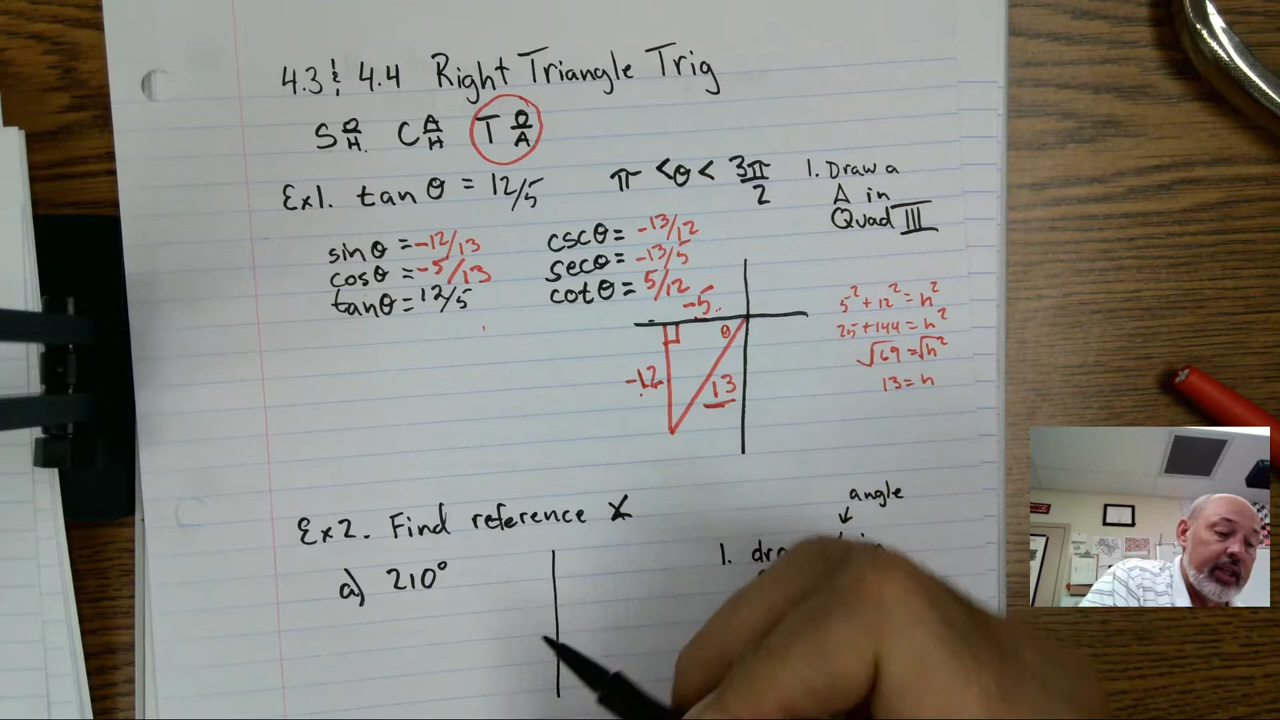 4.3 & 4.4 Right Triangle Trig
S O/H C A/H T O/A
Ex1. tan θ = 12/5 π < θ < 3π/2
1. Draw a
Δ in
Quad III
sin θ = -12/13
cos θ = -5/13
tan θ = 12/5
csc θ = -13/12
sec θ = -13/5
cot θ = 5/12
-5
θ
-12
13
5² + 12² = h²
25 + 144 = h²
√69 = √h²
13 = h
Ex2. Find reference ∡
angle
↓
1.
a) 210°